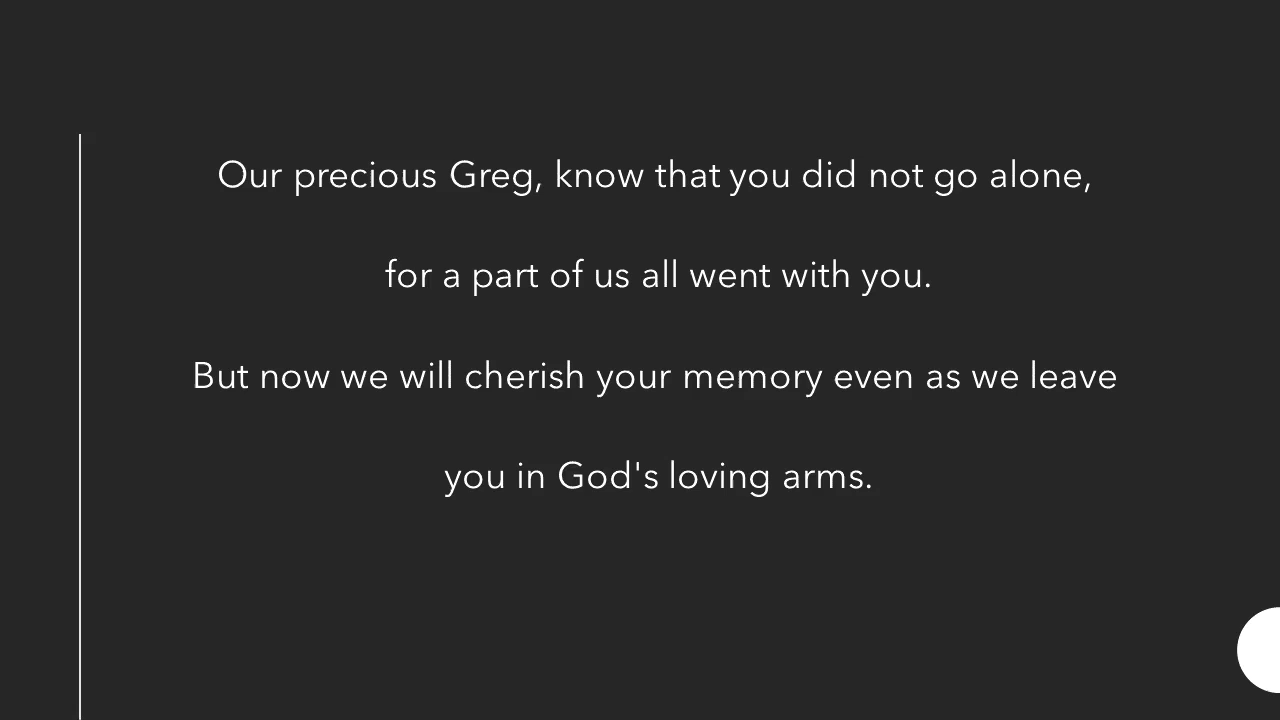 Our precious Greg, know that you did not go alone,
for a part of us all went with you.
But now we will cherish your memory even as we leave
you in God's loving arms.